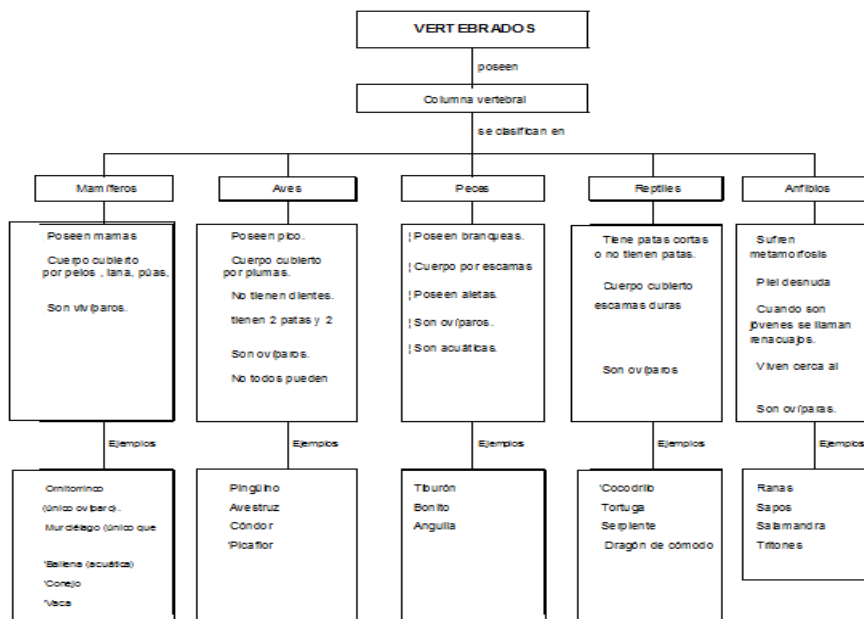 VERTEBRADOS
poseen
Columna vertebral
se clasifican en
Mamíferos
Aves
Peces
Reptiles
Anfibios
Poseen mamas
Cuerpo cubierto
por pelos , lana, púas,
Son vivíparos.
Poseen pico.
Cuerpo cubierto
por plumas.
No tienen dientes.
tienen 2 patas y 2
Son ovíparos.
No todos pueden
¦Poseen branqueas.
¦Cuerpo por escamas
¦Poseen aletas.
¦Son ovíparos.
¦Son acuáticas.
Tiene patas cortas
o no tienen patas.
Cuerpo cubierto
escamas duras
Son ovíparos
Sufren
metamorfosis
Piel desnuda
Cuando son
jóvenes se llaman
renacuajos.
Viven cerca al
Son ovíparas.
Ejemplos
Ejemplos
Ejemplos
Ejemplos
Ejemplos
Ornitorrinco
(único ovíparo).
Murciélago (único que
'Ballena (acuática)
'Conejo
'Vaca
Pingüino
Avestruz
Cóndor
'Picaflor
Tiburón
Bonito
Anguila
'Cocodrilo
Tortuga
Serpiente
Dragón de cómodo
Ranas
Sapos
Salamandra
Tritones